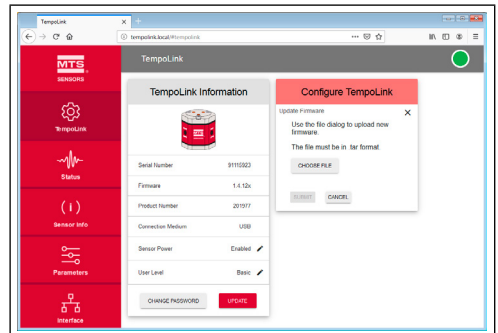 TempoLink
tempolink.local/#tempolink
MTS
SENSORS
TempoLink
Status
Sensor Info
Parameters
Interface
TempoLink
TempoLink Information
Serial Number 91115923
Firmware 1.4.12x
Product Number 201977
Connection Medium USB
Sensor Power Enabled
User Level Basic
CHANGE PASSWORD UPDATE
Configure TempoLink
Update Firmware
Use the file dialog to upload new
firmware.
The file must be in .tar format.
CHOOSE FILE
SUBMIT CANCEL